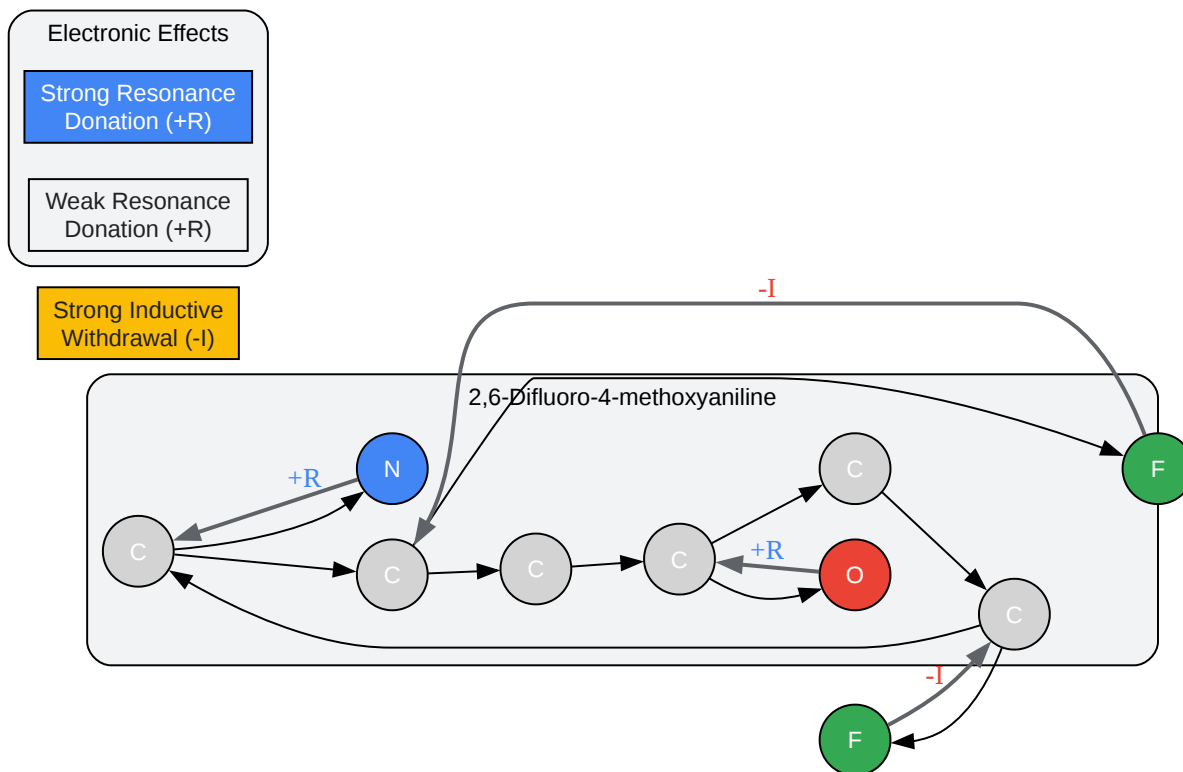 Electronic Effects
Strong Resonance
Donation (+R)
Weak Resonance
Donation (+R)
Strong Inductive
Withdrawal (-I)
-I
2,6-Difluoro-4-methoxyaniline
N
C
F
+R
C
C
C
C
+R
O
C
-I
F